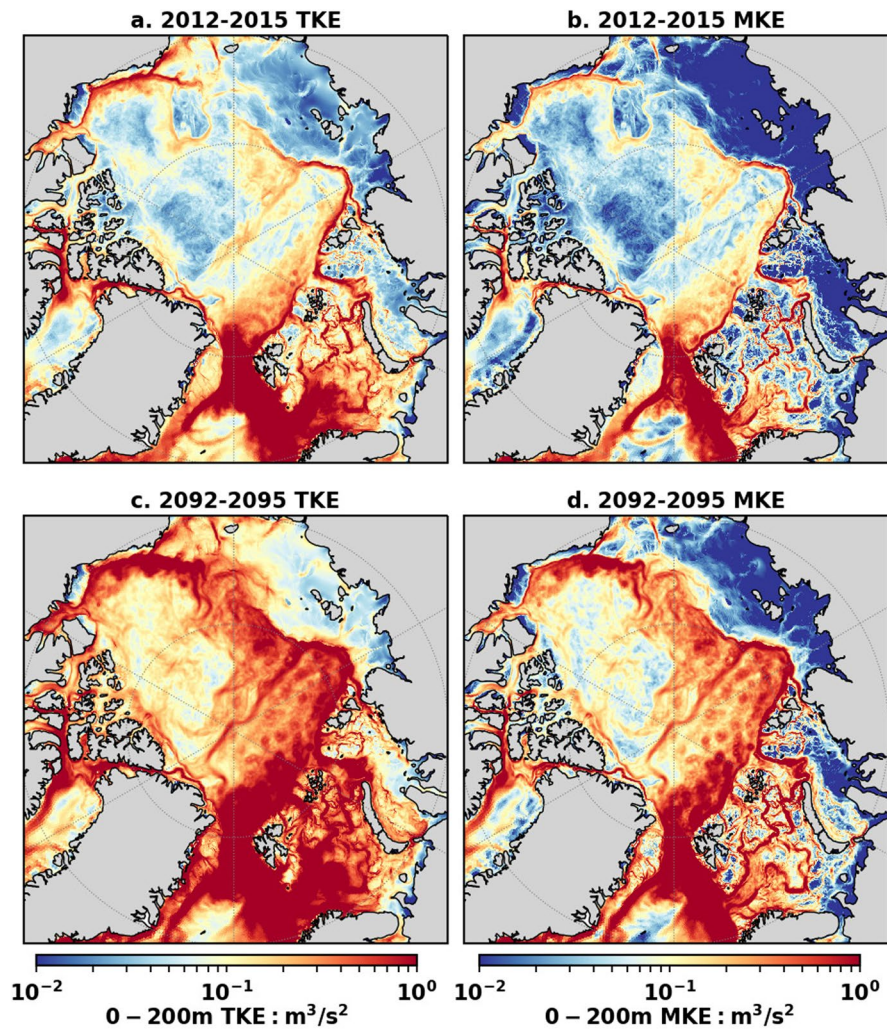 a. 2012-2015 TKE
b. 2012-2015 MKE
c. 2092-2095 TKE
d. 2092-2095 MKE
10⁻² 10⁻¹ 10⁰
0 − 200m TKE : m³/s²
10⁻² 10⁻¹ 10⁰
0 − 200m MKE : m³/s²